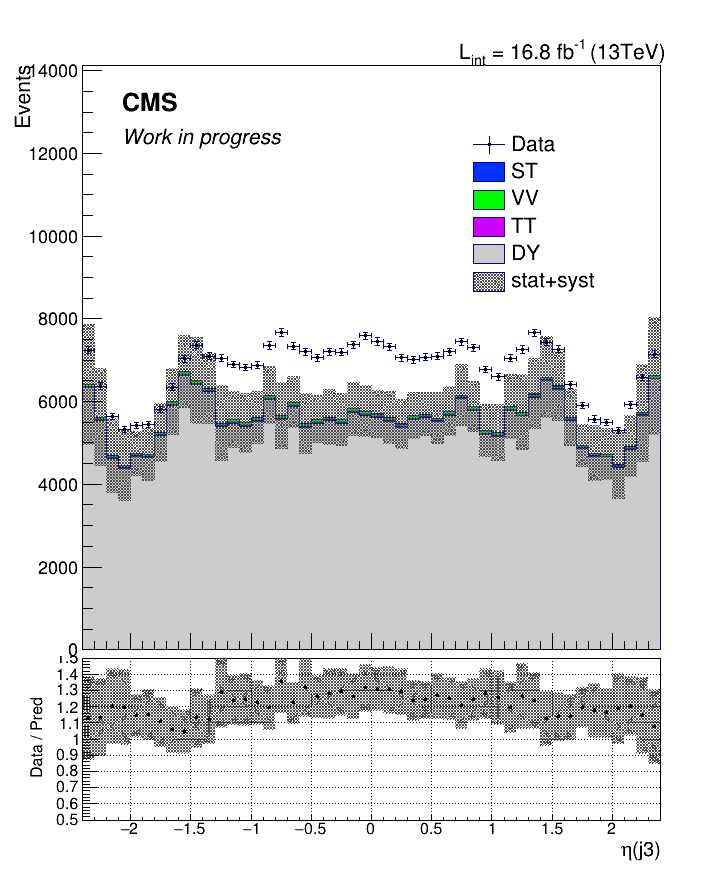 L_int = 16.8 fb^-1 (13TeV)
Events
14000
CMS
Work in progress
12000
Data
ST
VV
TT
10000
DY
stat+syst
8000
6000
4000
2000
0
1.5
1.4
1.3
1.2
1.1
1
0.9
0.8
0.7
0.6
0.5
Data / Pred
−2 −1.5 −1 −0.5 0 0.5 1 1.5 2
η(j3)